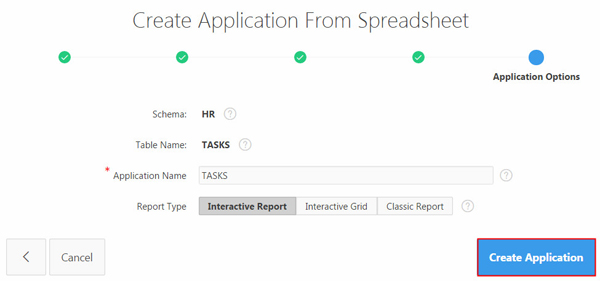 Create Application From Spreadsheet
Application Options
Schema: HR ?
Table Name: TASKS ?
* Application Name TASKS ?
Report Type Interactive Report Interactive Grid Classic Report ?
< Cancel Create Application